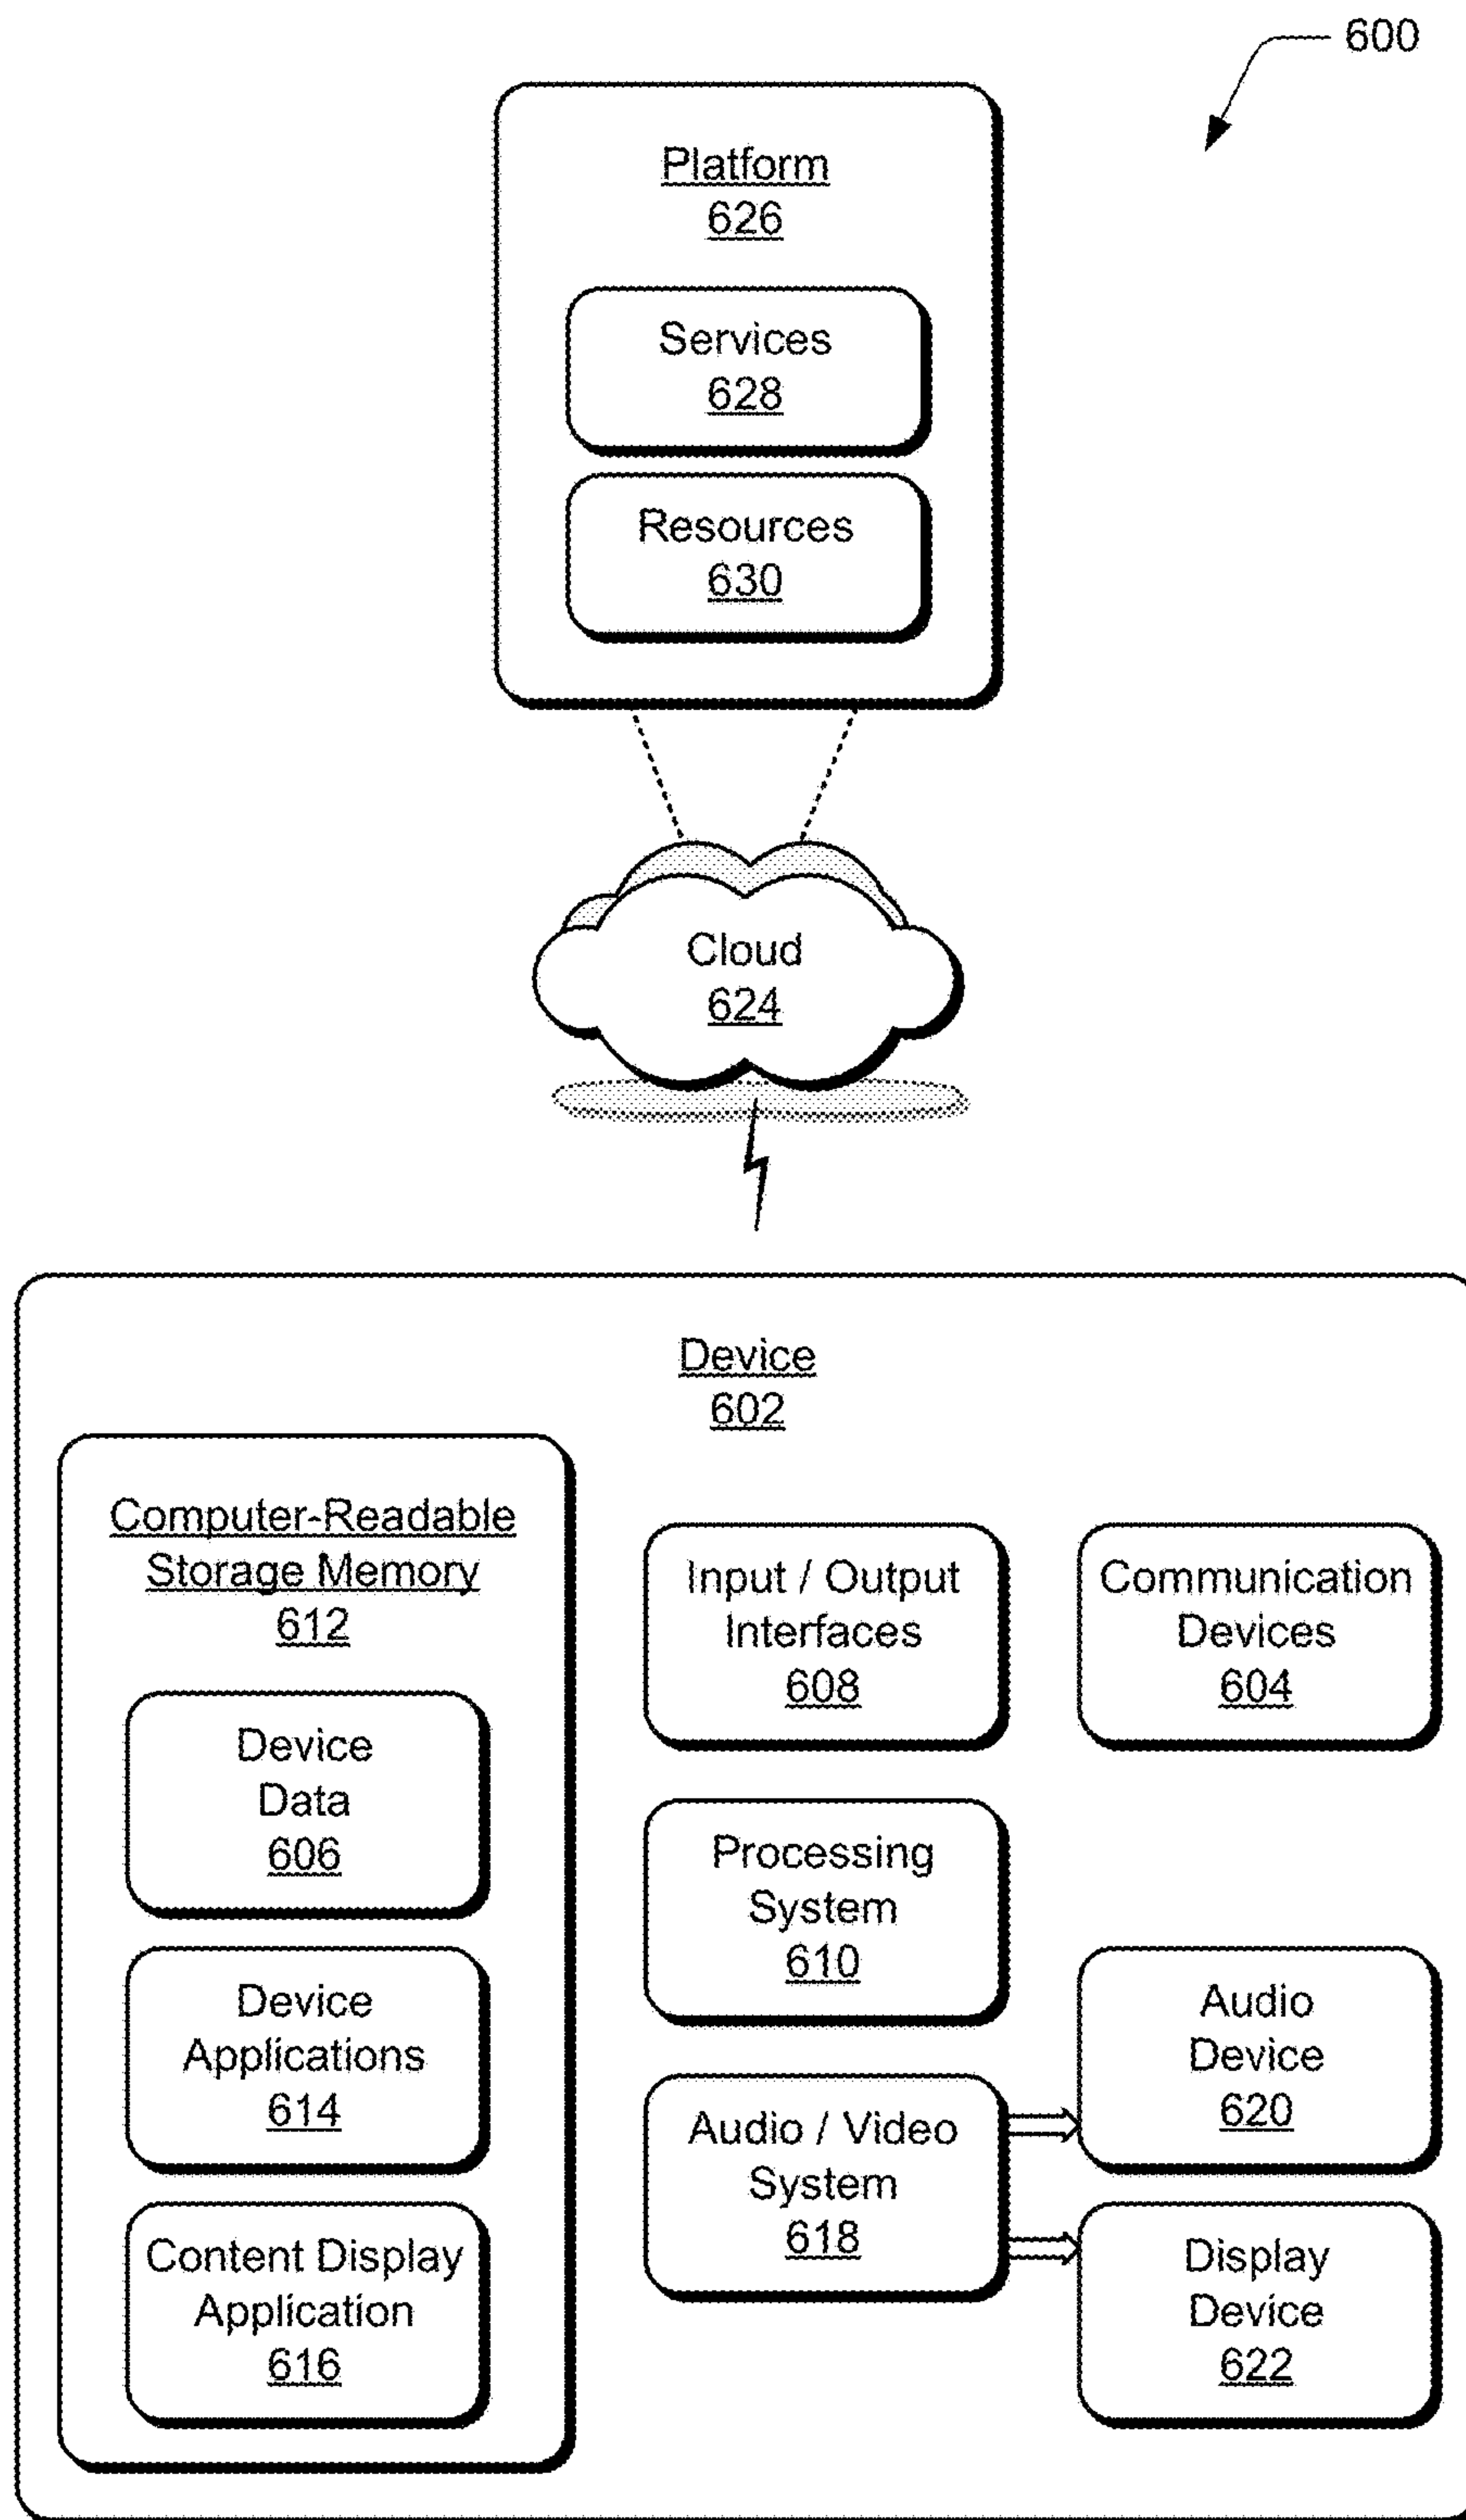 600
Platform
626
Services
628
Resources
630
Cloud
624
Device
602
Computer-Readable
Storage Memory
612
Device
Data
606
Device
Applications
614
Content Display
Application
616
Input / Output
Interfaces
608
Processing
System
610
Audio / Video
System
618
Communication
Devices
604
Audio
Device
620
Display
Device
622